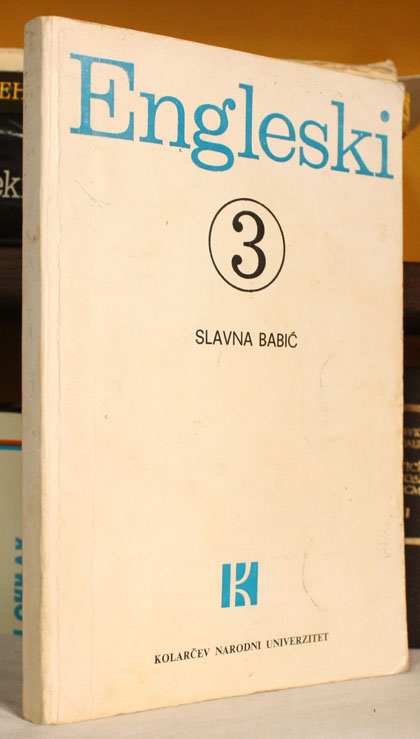 Engleski
3
SLAVNA BABIĆ
K
KOLARČEV NARODNI UNIVERZITET